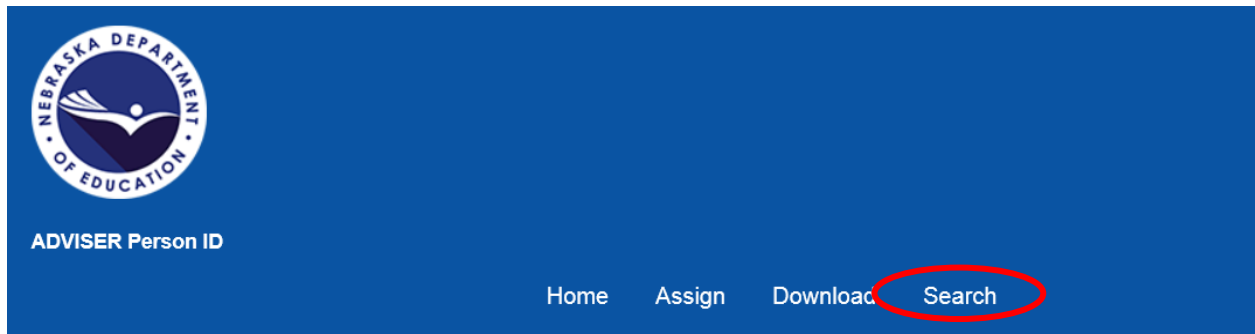 NEBRASKA DEPARTMENT
OF EDUCATION
ADVISER Person ID
Home Assign Download Search